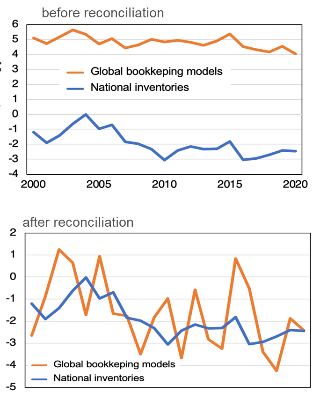 before reconciliation
6
5
4
3
2
1
0
-1
-2
-3
-4
Global bookkeping models
National inventories
2000 2005 2010 2015 2020
after reconciliation
2
1
0
-1
-2
-3
-4
-5
Global bookkeping models
National inventories